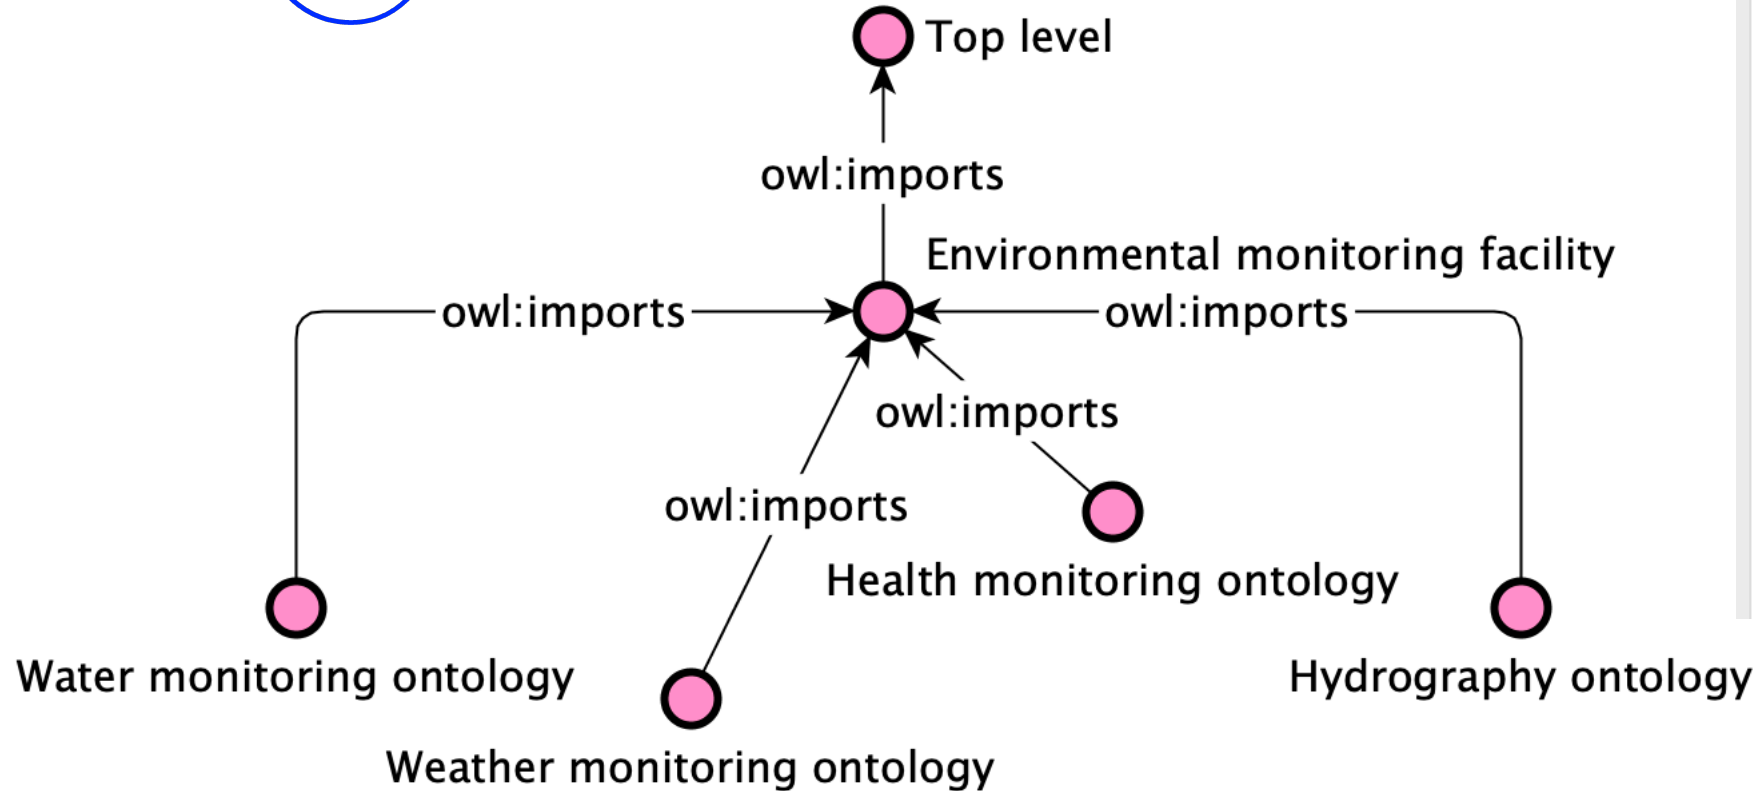 Top level
owl:imports
Environmental monitoring facility
owl:imports
owl:imports
owl:imports
owl:imports
Health monitoring ontology
Water monitoring ontology
Hydrography ontology
Weather monitoring ontology